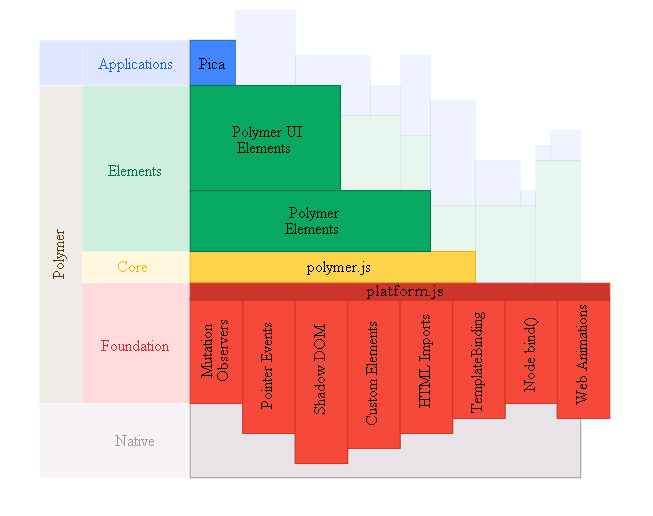 Applications
Pica
Polymer UI
Elements
Elements
Polymer
Elements
Polymer
Core
polymer.js
platform.js
Foundation
Mutation
Observers
Pointer Events
Shadow DOM
Custom Elements
HTML Imports
TemplateBinding
Node.bind()
Web Animations
Native